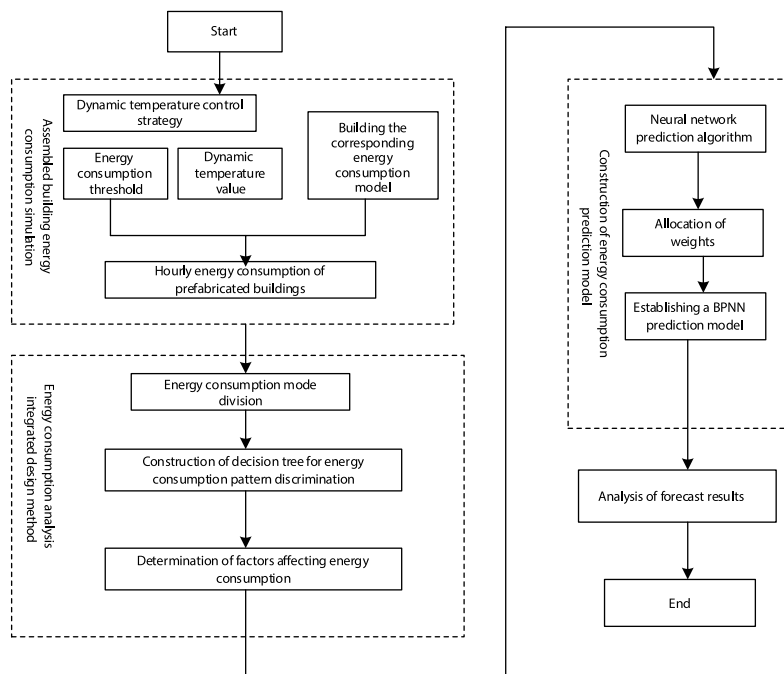 Start
Assembled building energy
consumption simulation
Dynamic temperature control
strategy
Energy
consumption
threshold
Dynamic
temperature
value
Building the
corresponding
energy
consumption
model
Hourly energy consumption of
prefabricated buildings
Energy consumption analysis
integrated design method
Energy consumption mode
division
Construction of decision tree for energy
consumption pattern discrimination
Determination of factors affecting energy
consumption
Construction of energy consumption
prediction model
Neural network
prediction algorithm
Allocation of
weights
Establishing a BPNN
prediction model
Analysis of forecast results
End